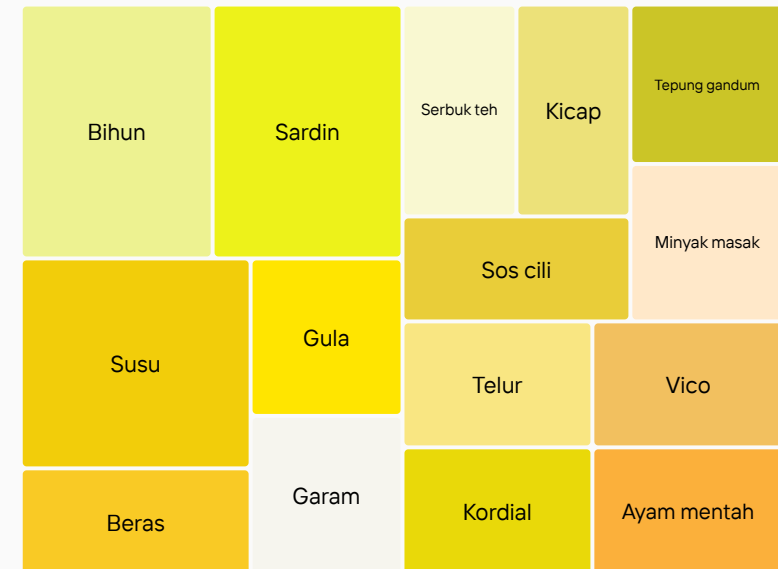 Bihun
Sardin
Serbuk teh
Kicap
Tepung gandum
Minyak masak
Sos cili
Susu
Gula
Telur
Vico
Beras
Garam
Kordial
Ayam mentah